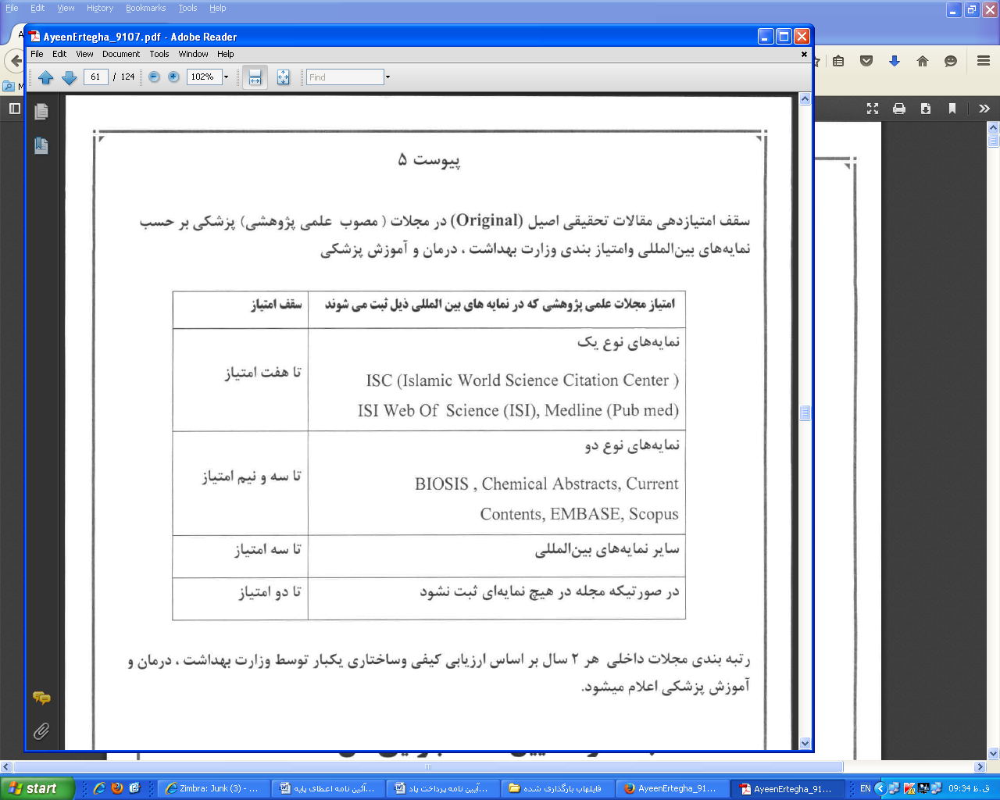 File Edit View History Bookmarks Tools Help
AyeenErtegha_9107.pdf - Adobe Reader
File Edit View Document Tools Window Help
61 / 124 102% Find
پیوست ۵
سقف امتیازدهی مقالات تحقیقی اصیل (Original) در مجلات ( مصوب علمی پژوهشی) پزشکی بر حسب
نمایه‌های بین‌المللی وامتیاز بندی وزارت بهداشت ، درمان و آموزش پزشکی
امتیاز مجلات علمی پژوهشی که در نمایه های بین المللی ذیل ثبت می شوند
سقف امتیاز
نمایه‌های نوع یک
ISC (Islamic World Science Citation Center )
ISI Web Of Science (ISI), Medline (Pub med)
تا هفت امتیاز
نمایه‌های نوع دو
BIOSIS , Chemical Abstracts, Current
Contents, EMBASE, Scopus
تا سه و نیم امتیاز
سایر نمایه‌های بین‌المللی
تا سه امتیاز
در صورتیکه مجله در هیچ نمایه‌ای ثبت نشود
تا دو امتیاز
رتبه بندی مجلات داخلی هر ۲ سال بر اساس ارزیابی کیفی وساختاری یکبار توسط وزارت بهداشت ، درمان و
آموزش پزشکی اعلام میشود.
start
Zimbra: Junk (3) - ...
آئین نامه اعطای پایه...
آیین نامه پرداخت پاد...
فایلهاب بارگذاری شده
AyeenErtegha_91...
AyeenErtegha_91...
EN
09:34 ق.ظ